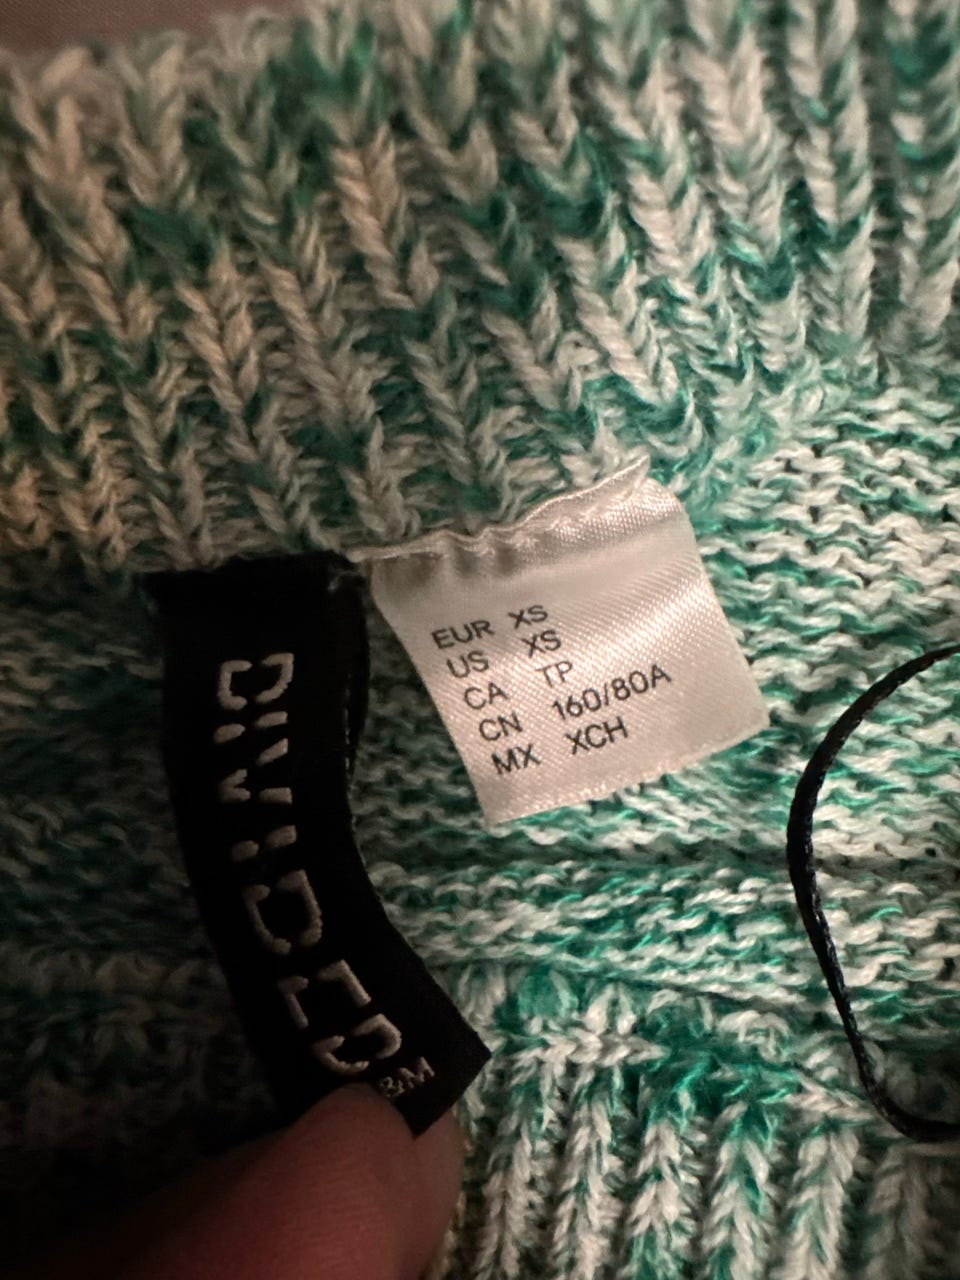 DIVIDED
H&M
EUR XS
US XS
CA TP
CN 160/80A
MX XCH